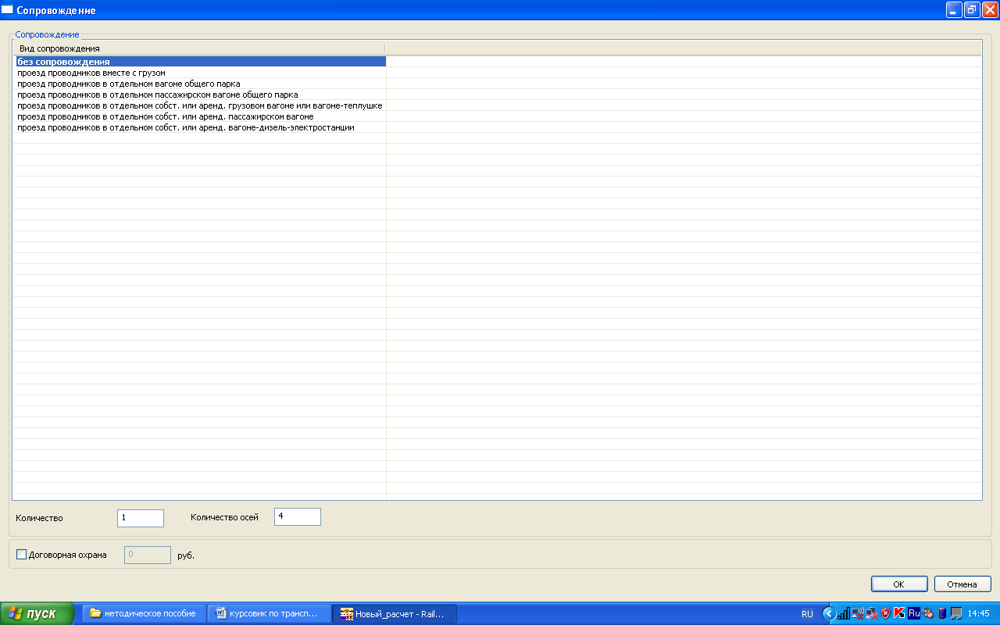 Сопровождение
Сопровождение
Вид сопровождения
без сопровождения
проезд проводников вместе с грузом
проезд проводников в отдельном вагоне общего парка
проезд проводников в отдельном пассажирском вагоне общего парка
проезд проводников в отдельном собст. или аренд. грузовом вагоне или вагоне-теплушке
проезд проводников в отдельном собст. или аренд. пассажирском вагоне
проезд проводников в отдельном собст. или аренд. вагоне-дизель-электростанции
Количество 1 Количество осей 4
Договорная охрана 0 руб.
OK Отмена
пуск методическое пособие курсовик по трансп... Новый_расчет - Rail... RU Ru 14:45